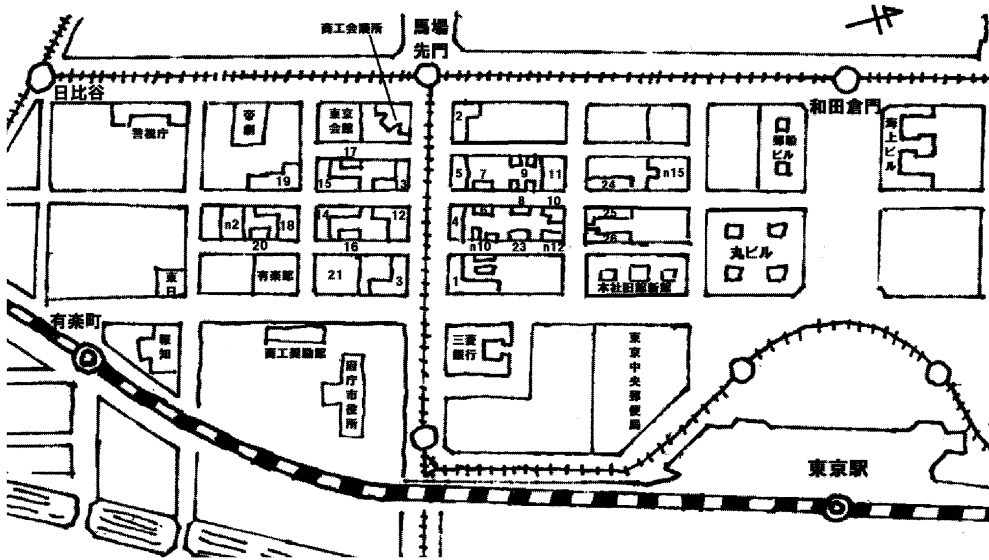 商工会議所
馬場
先門
日比谷
和田倉門
警視庁
帝
劇
東京
会館
2
郵船
ビル
海上ビル
17
19
15
3
5
7
9
11
24
n15
8
10
n2
18
14
12
4
6
25
26
20
16
n10
23
n12
丸ビル
東
日
有楽館
21
3
1
本社旧館新館
有楽町
報
知
商工奨励館
府庁市役所
三菱
銀行
東京中央郵便局
東京駅